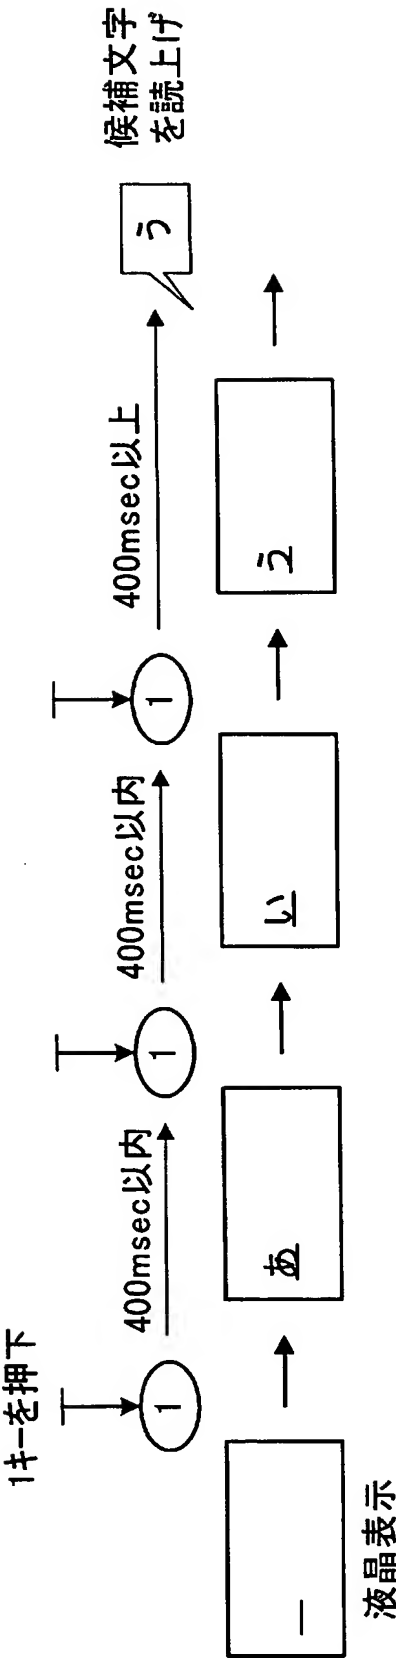 1キーを押下
1
400msec以内
1
400msec以内
1
400msec以上
う
候補文字
を読上げ
あ
い
う
液晶表示